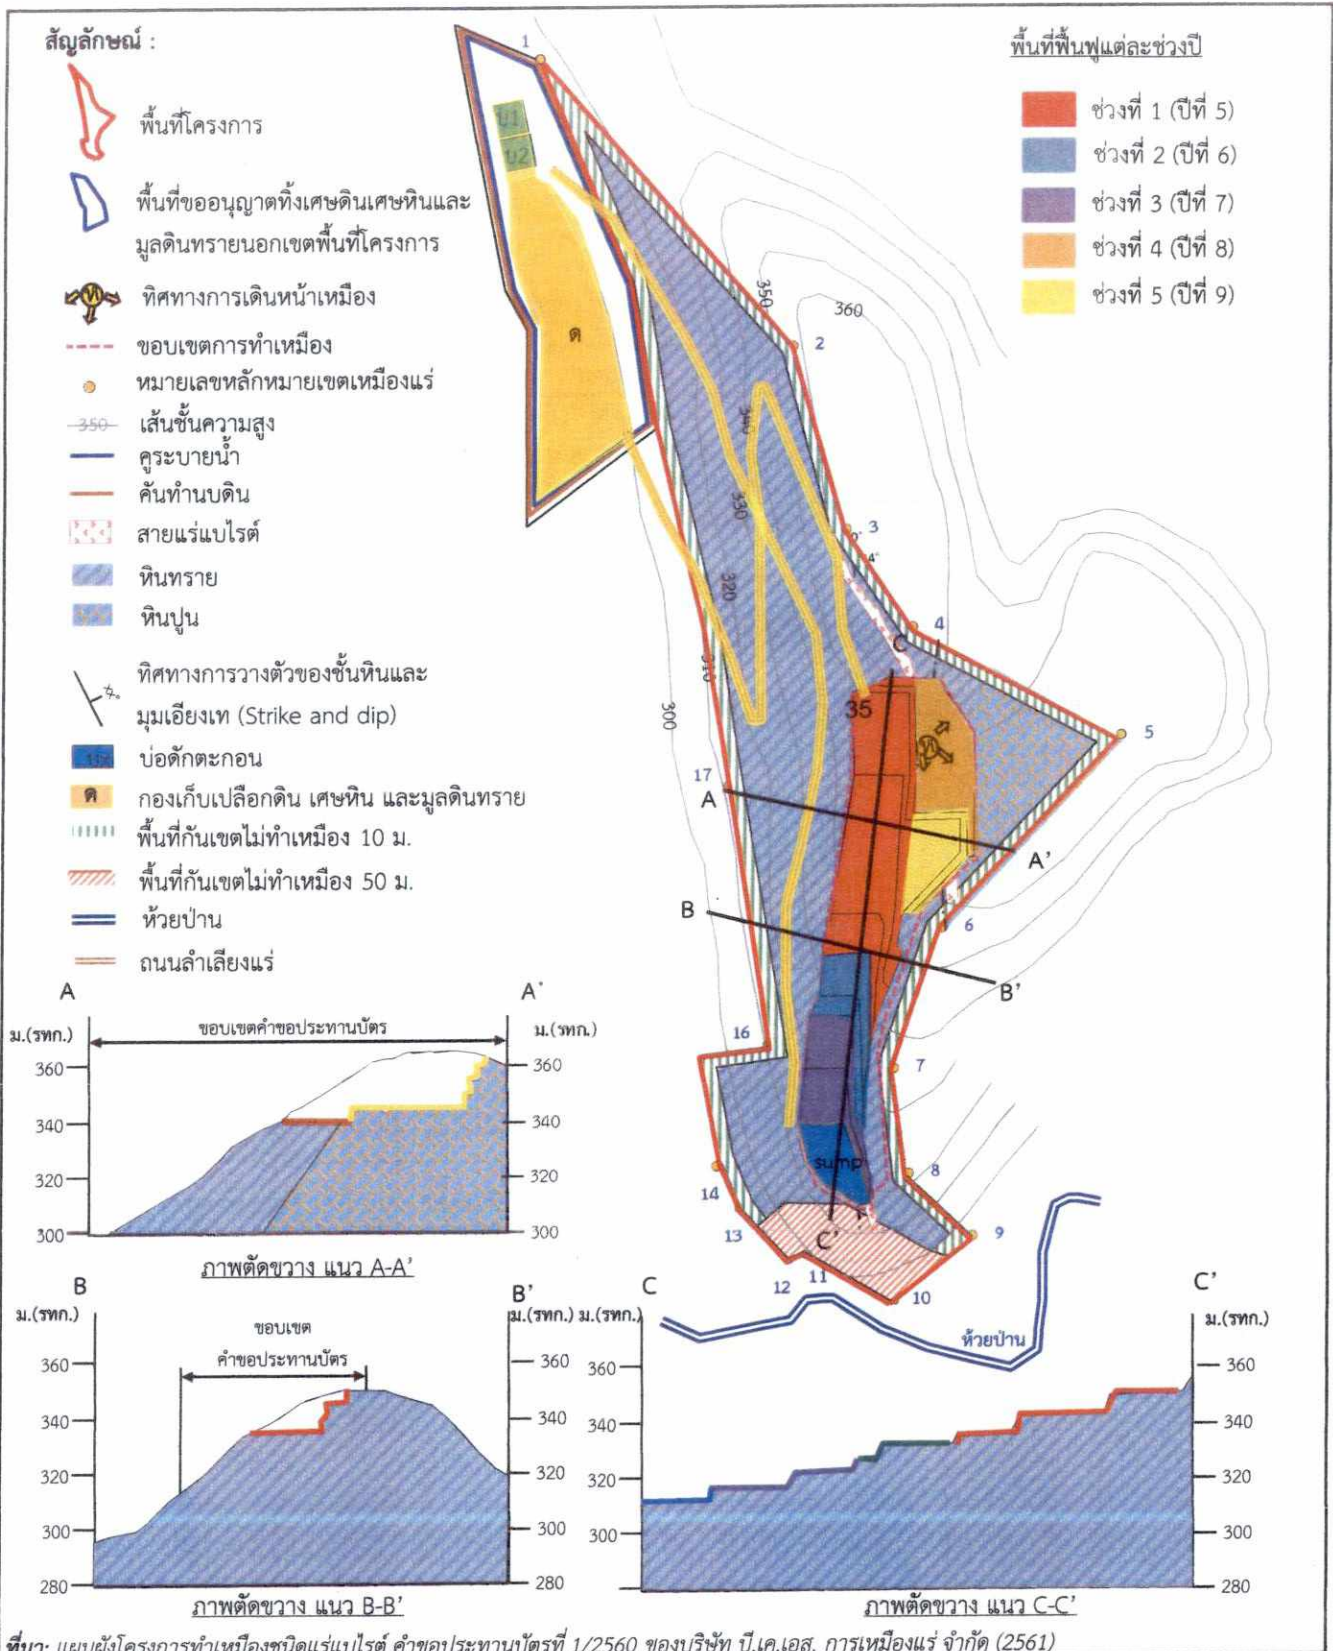 สัญลักษณ์ :
พื้นที่โครงการ
พื้นที่ขออนุญาตทิ้งเศษดินเศษหินและ
มูลดินทรายนอกเขตพื้นที่โครงการ
ทิศทางการเดินหน้าเหมือง
ขอบเขตการทำเหมือง
หมายเลขหลักหมายเขตเหมืองแร่
350 เส้นชั้นความสูง
คูระบายน้ำ
คันทำนบดิน
สายแร่แบไรต์
หินทราย
หินปูน
ทิศทางการวางตัวของชั้นหินและ
มุมเอียงเท (Strike and dip)
บ่อดักตะกอน
ด กองเก็บเปลือกดิน เศษหิน และมูลดินทราย
พื้นที่กันเขตไม่ทำเหมือง 10 ม.
พื้นที่กันเขตไม่ทำเหมือง 50 ม.
ห้วยป่าน
ถนนลำเลียงแร่
พื้นที่ฟื้นฟูแต่ละช่วงปี
ช่วงที่ 1 (ปีที่ 5)
ช่วงที่ 2 (ปีที่ 6)
ช่วงที่ 3 (ปีที่ 7)
ช่วงที่ 4 (ปีที่ 8)
ช่วงที่ 5 (ปีที่ 9)
1
บ1
บ2
ด
350
360
2
340
330
3
320
4
C
310
300
35
5
17
A
A'
B
6
B'
16
7
sump
8
14
13
C'
9
12
11
10
ห้วยป่าน
A
A'
ม.(รทก.)
ขอบเขตคำขอประทานบัตร
ม.(รทก.)
360
360
340
340
320
320
300
300
ภาพตัดขวาง แนว A-A'
B
B'
ม.(รทก.)
ขอบเขต
คำขอประทานบัตร
ม.(รทก.)
360
360
340
340
320
320
300
300
280
280
ภาพตัดขวาง แนว B-B'
C
C'
ม.(รทก.)
ม.(รทก.)
360
360
340
340
320
320
300
300
280
ภาพตัดขวาง แนว C-C'
ที่มา: แผนผังโครงการทำเหมืองชนิดแร่แบไรต์ คำขอประทานบัตรที่ 1/2560 ของบริษัท พี.เค.เอส. การเหมืองแร่ จำกัด (2561)